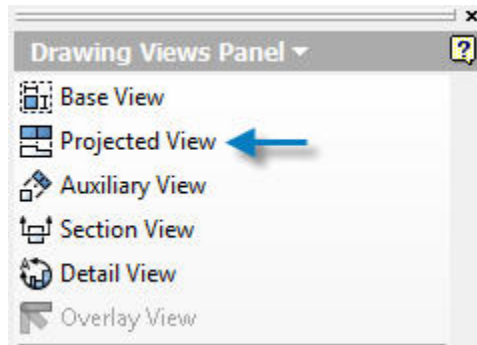 Drawing Views Panel
Base View
Projected View
Auxiliary View
Section View
Detail View
Overlay View